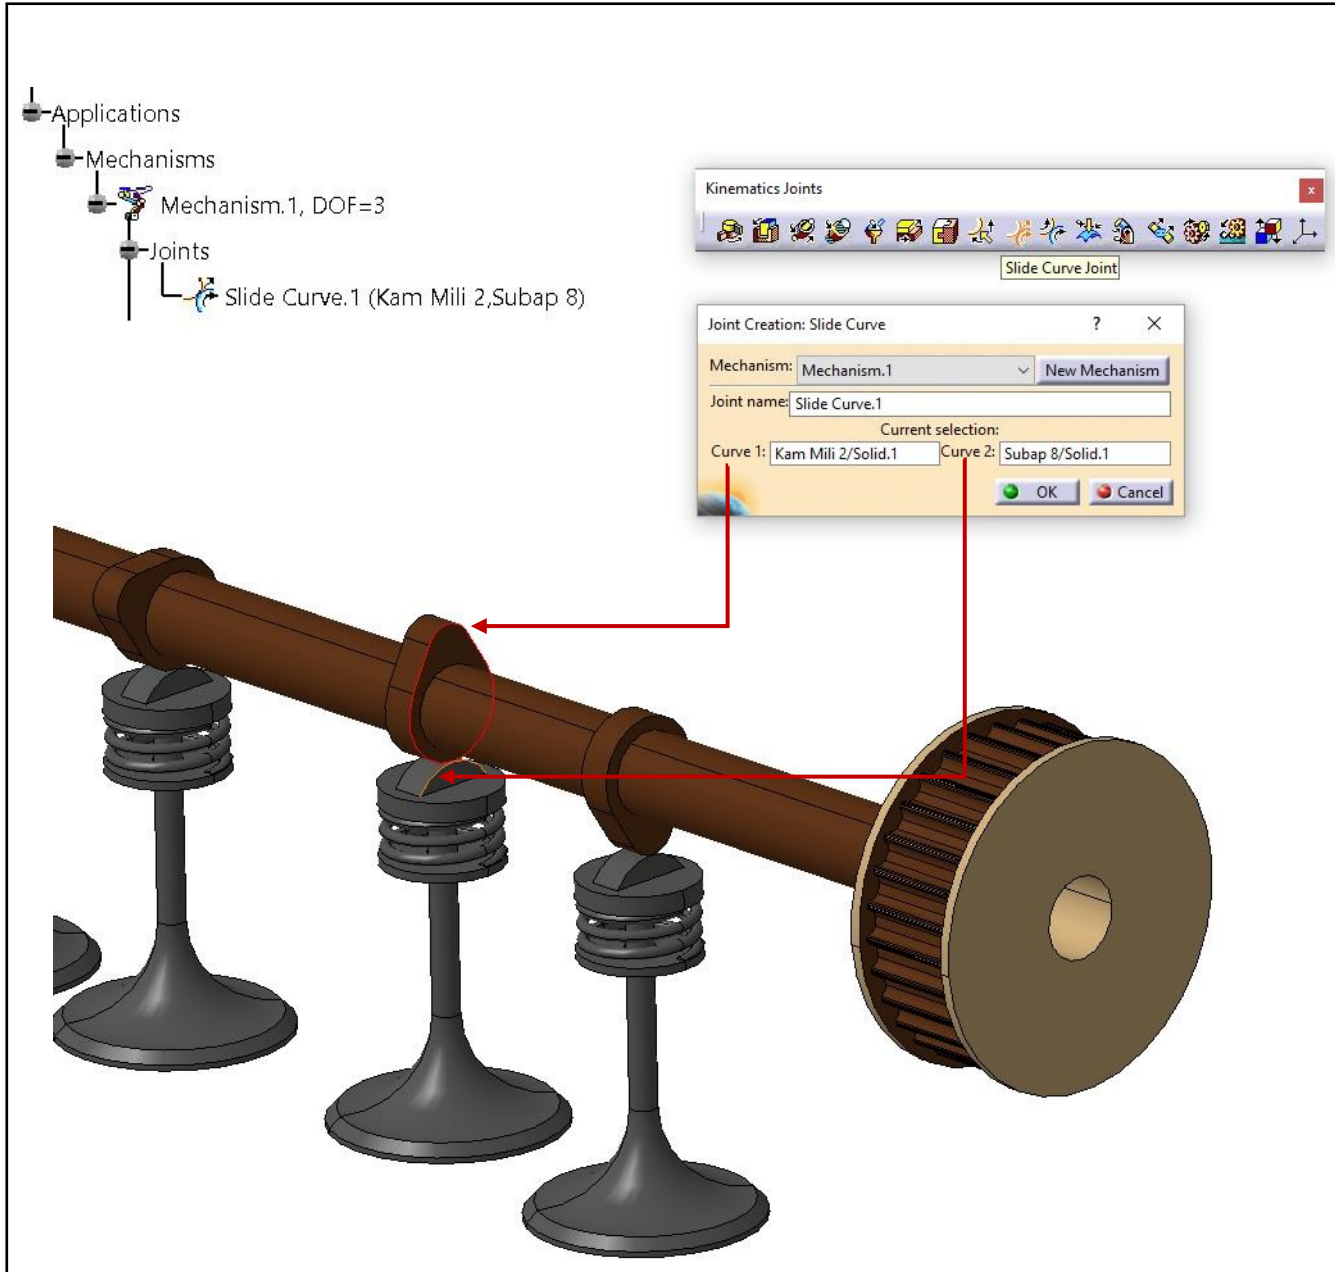 Applications
Mechanisms
Mechanism.1, DOF=3
Joints
Slide Curve.1 (Kam Mili 2,Subap 8)
Kinematics Joints
x
Slide Curve Joint
Joint Creation: Slide Curve ? X
Mechanism: Mechanism.1 New Mechanism
Joint name: Slide Curve.1
Current selection:
Curve 1: Kam Mili 2/Solid.1 Curve 2: Subap 8/Solid.1
OK Cancel